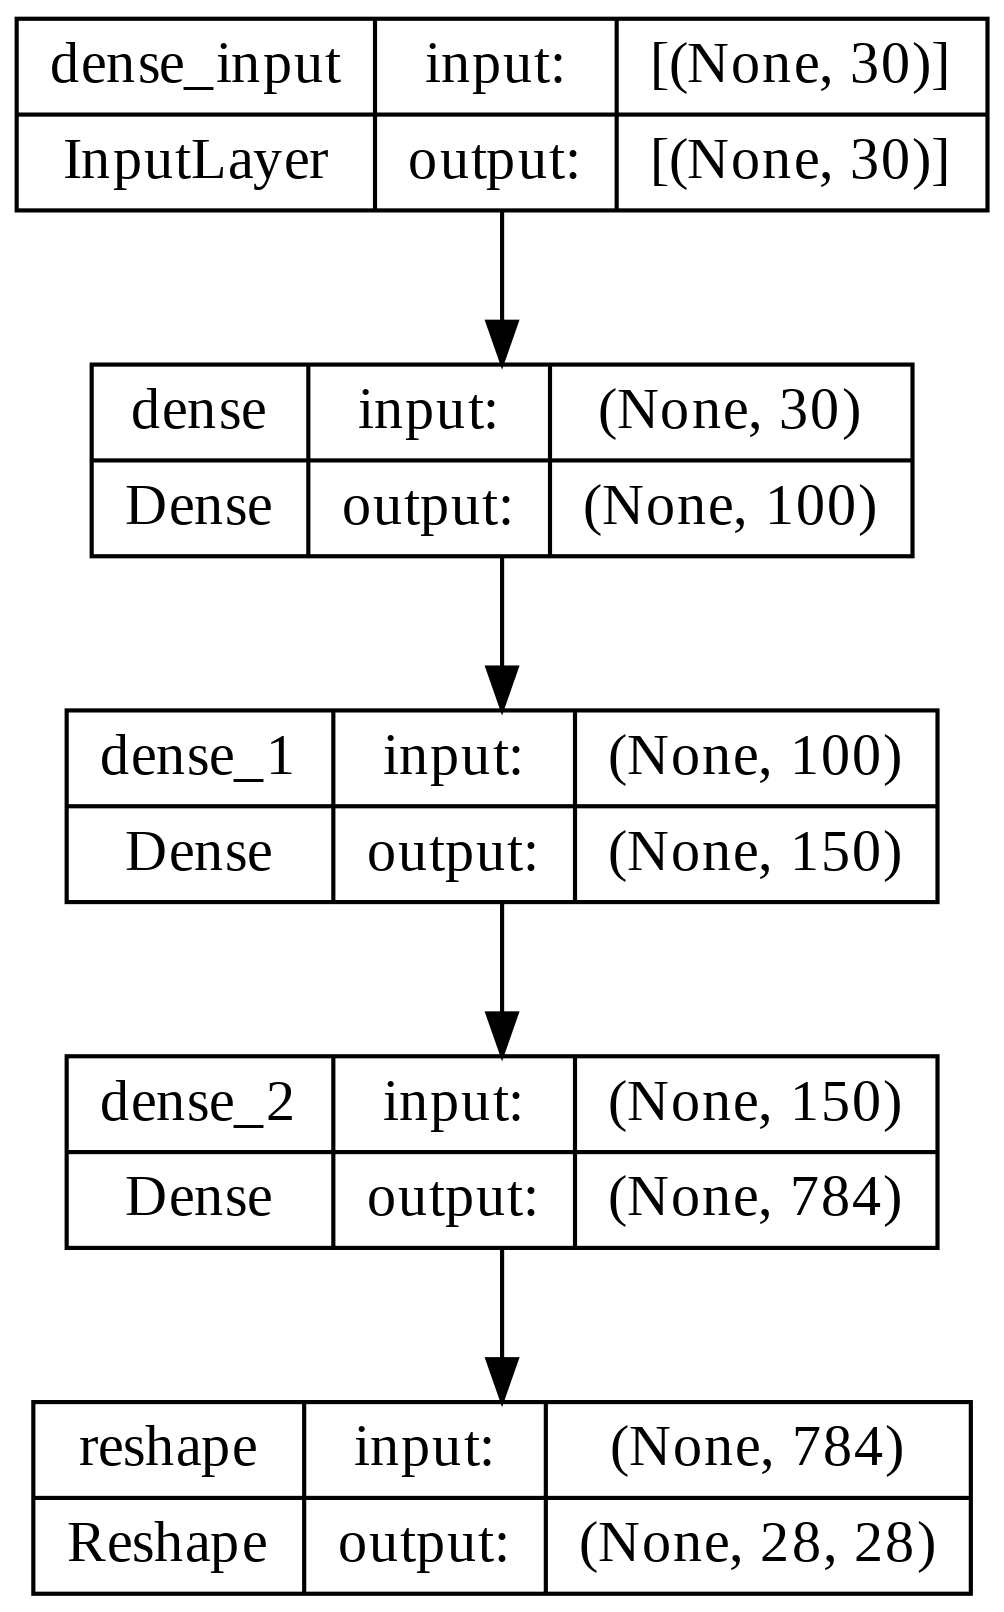 dense_input input: [(None, 30)]
InputLayer output: [(None, 30)]
dense input: (None, 30)
Dense output: (None, 100)
dense_1 input: (None, 100)
Dense output: (None, 150)
dense_2 input: (None, 150)
Dense output: (None, 784)
reshape input: (None, 784)
Reshape output: (None, 28, 28)